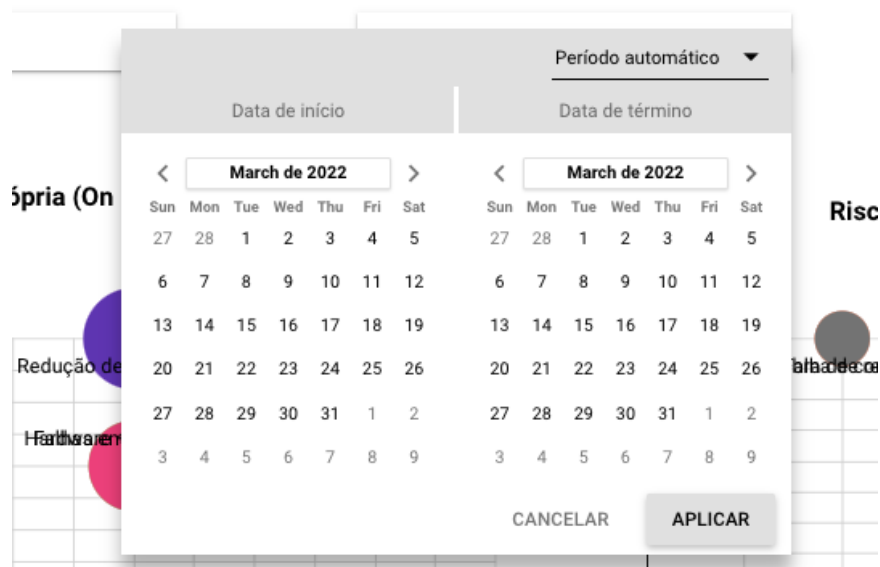 Período automático
Data de início Data de término
March de 2022 March de 2022
Sun Mon Tue Wed Thu Fri Sat Sun Mon Tue Wed Thu Fri Sat
27 28 1 2 3 4 5 27 28 1 2 3 4 5
6 7 8 9 10 11 12 6 7 8 9 10 11 12
13 14 15 16 17 18 19 13 14 15 16 17 18 19
20 21 22 23 24 25 26 20 21 22 23 24 25 26
27 28 29 30 31 1 2 27 28 29 30 31 1 2
3 4 5 6 7 8 9 3 4 5 6 7 8 9
CANCELAR APLICAR
ópria (On
Redução de
Risc